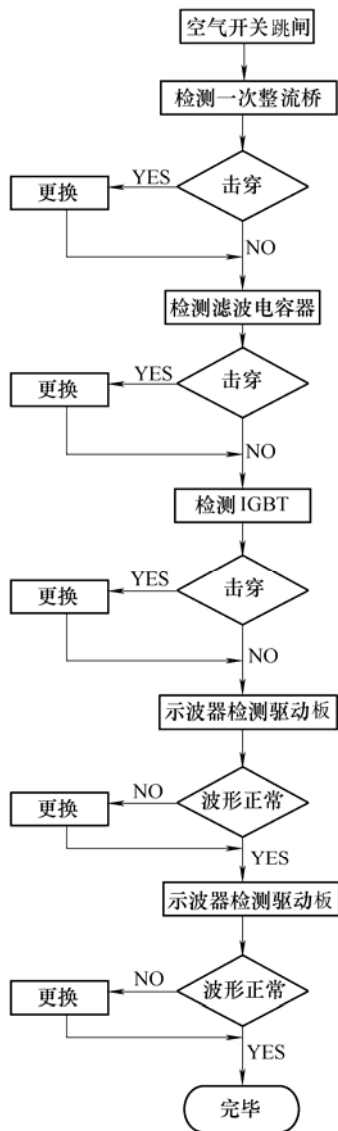 空气开关跳闸
检测一次整流桥
YES
更换
击穿
NO
检测滤波电容器
YES
更换
击穿
NO
检测IGBT
YES
更换
击穿
NO
示波器检测驱动板
NO
更换
波形正常
YES
示波器检测驱动板
NO
更换
波形正常
YES
完毕